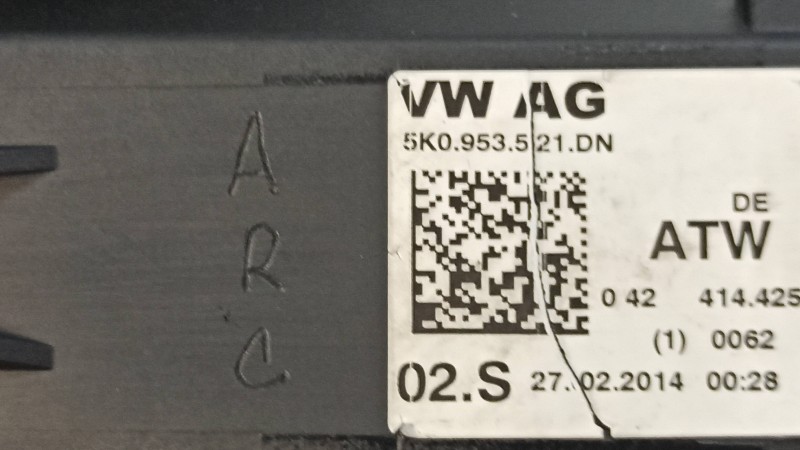 A
R
C
VW AG
5K0.953.521.DN
DE
ATW
0 42 414.425
(1) 0062
02.S 27.02.2014 00:28